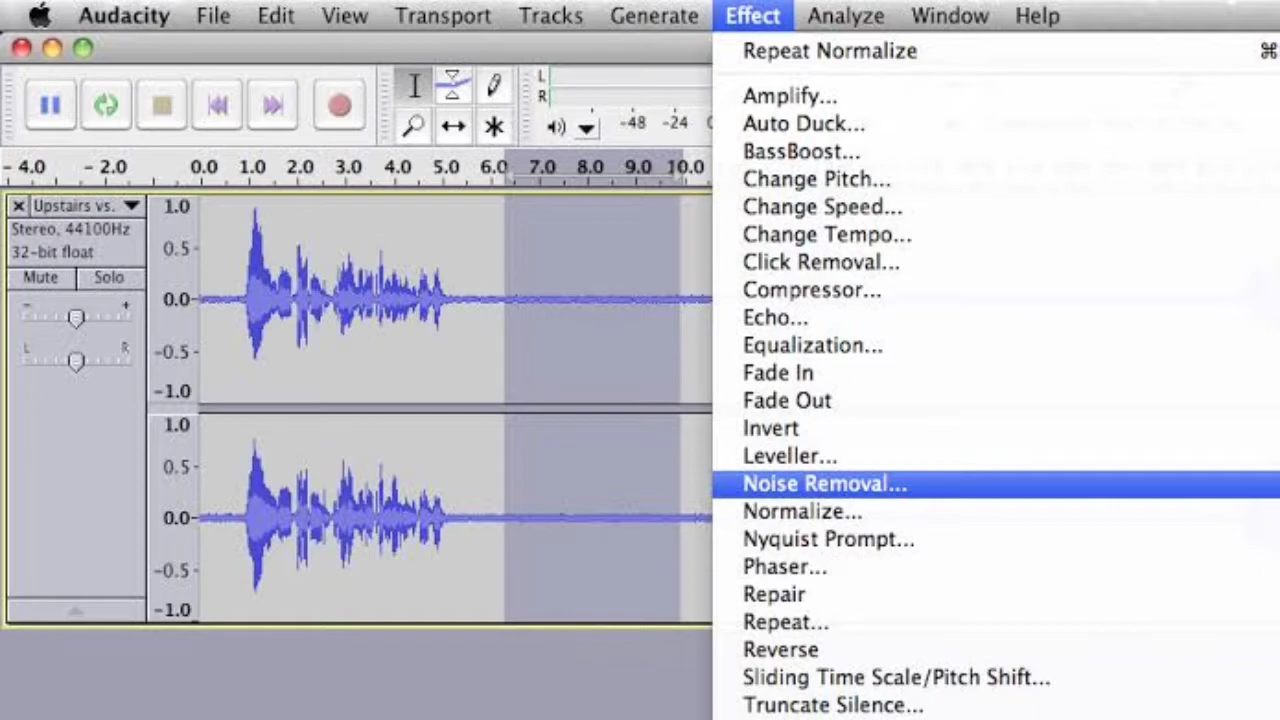 Audacity File Edit View Transport Tracks Generate Effect Analyze Window Help
Repeat Normalize ⌘
L
R
-48 -24
-4.0 -2.0 0.0 1.0 2.0 3.0 4.0 5.0 6.0 7.0 8.0 9.0 10.0
Upstairs vs.
Stereo, 44100Hz
32-bit float
Mute Solo
- +
L R
1.0
0.5
0.0
-0.5
-1.0
1.0
0.5
0.0
-0.5
-1.0
Amplify...
Auto Duck...
BassBoost...
Change Pitch...
Change Speed...
Change Tempo...
Click Removal...
Compressor...
Echo...
Equalization...
Fade In
Fade Out
Invert
Leveller...
Noise Removal...
Normalize...
Nyquist Prompt...
Phaser...
Repair
Repeat...
Reverse
Sliding Time Scale/Pitch Shift...
Truncate Silence...